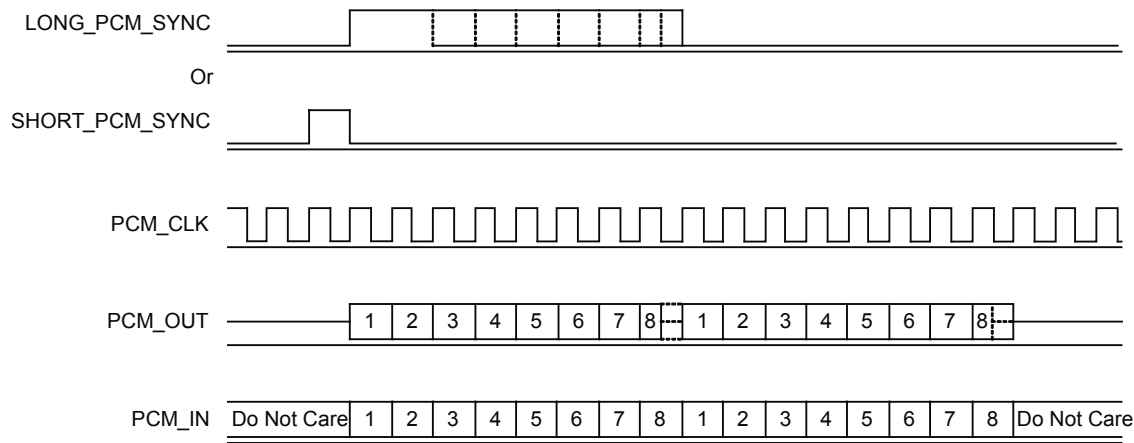 LONG_PCM_SYNC
Or
SHORT_PCM_SYNC
PCM_CLK
PCM_OUT 1 2 3 4 5 6 7 8 1 2 3 4 5 6 7 8
PCM_IN Do Not Care 1 2 3 4 5 6 7 8 1 2 3 4 5 6 7 8 Do Not Care